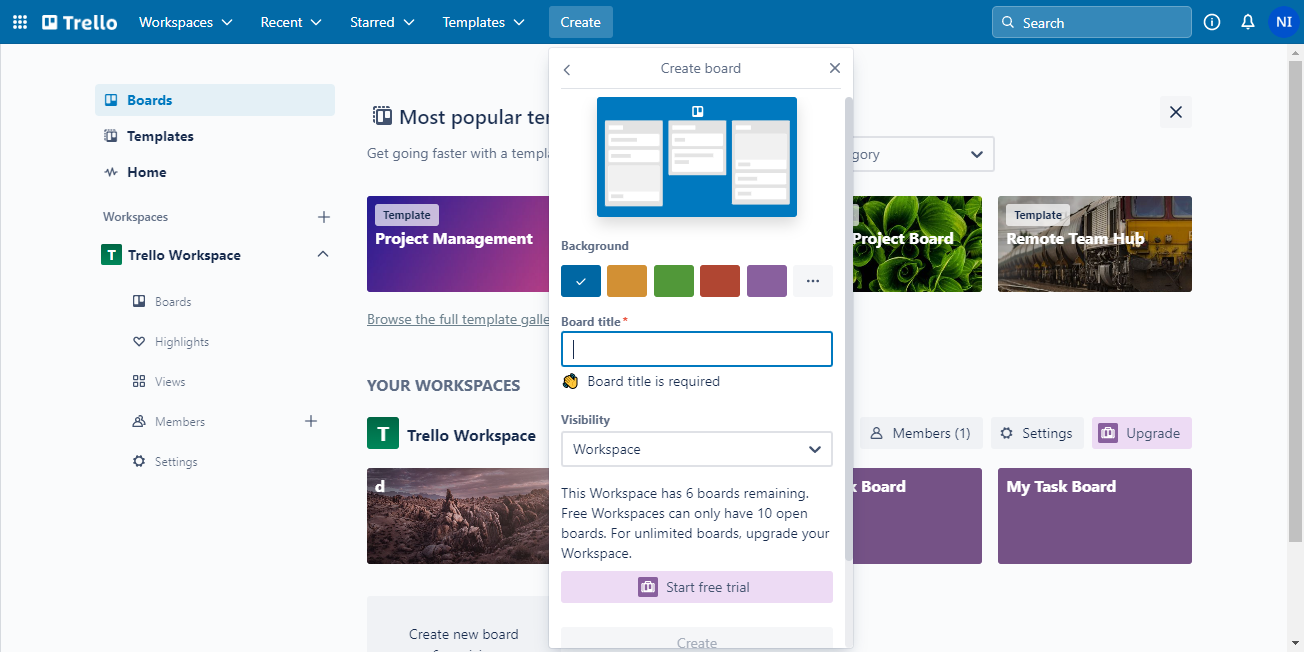 Trello
Workspaces
Recent
Starred
Templates
Create
Search
NI
Boards
Templates
Home
Workspaces
T Trello Workspace
Boards
Highlights
Views
Members
Settings
Most popular
Get going faster with a
gory
Template
Project Management
Project Board
Template
Remote Team Hub
Browse the full template
YOUR WORKSPACES
T Trello Workspace
Members (1)
Settings
Upgrade
d
Board
My Task Board
Create new board
Create board
Background
Board title*
👏 Board title is required
Visibility
Workspace
This Workspace has 6 boards remaining.
Free Workspaces can only have 10 open
boards. For unlimited boards, upgrade your
Workspace.
Start free trial
Create